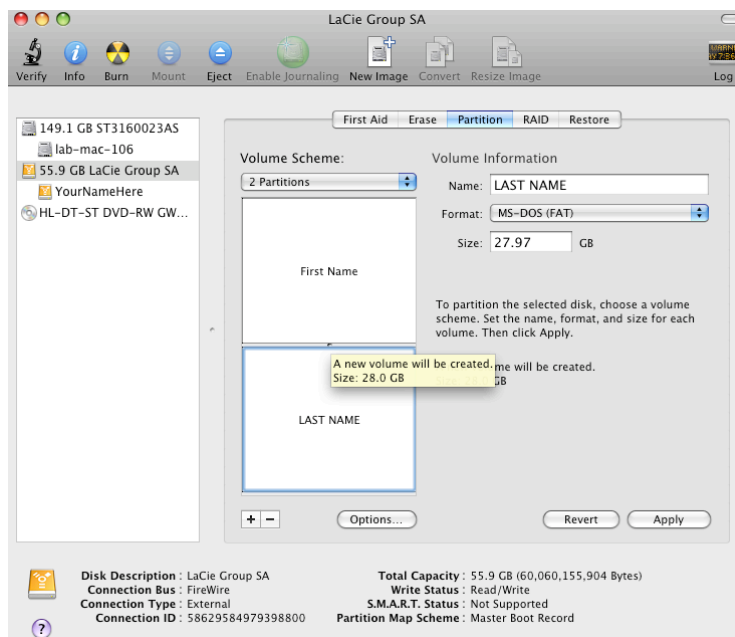 LaCie Group SA
Verify Info Burn Mount Eject Enable Journaling New Image Convert Resize Image Log
First Aid Erase Partition RAID Restore
149.1 GB ST3160023AS
lab-mac-106
55.9 GB LaCie Group SA
YourNameHere
HL-DT-ST DVD-RW GW...
Volume Scheme:
2 Partitions
First Name
LAST NAME
A new volume will be created.
Size: 28.0 GB
+ −
Options...
Volume Information
Name: LAST NAME
Format: MS-DOS (FAT)
Size: 27.97 GB
To partition the selected disk, choose a volume
scheme. Set the name, format, and size for each
volume. Then click Apply.
me will be created.
GB
Revert Apply
Disk Description : LaCie Group SA
Connection Bus : FireWire
Connection Type : External
Connection ID : 58629584979398800
Total Capacity : 55.9 GB (60,060,155,904 Bytes)
Write Status : Read/Write
S.M.A.R.T. Status : Not Supported
Partition Map Scheme : Master Boot Record
?